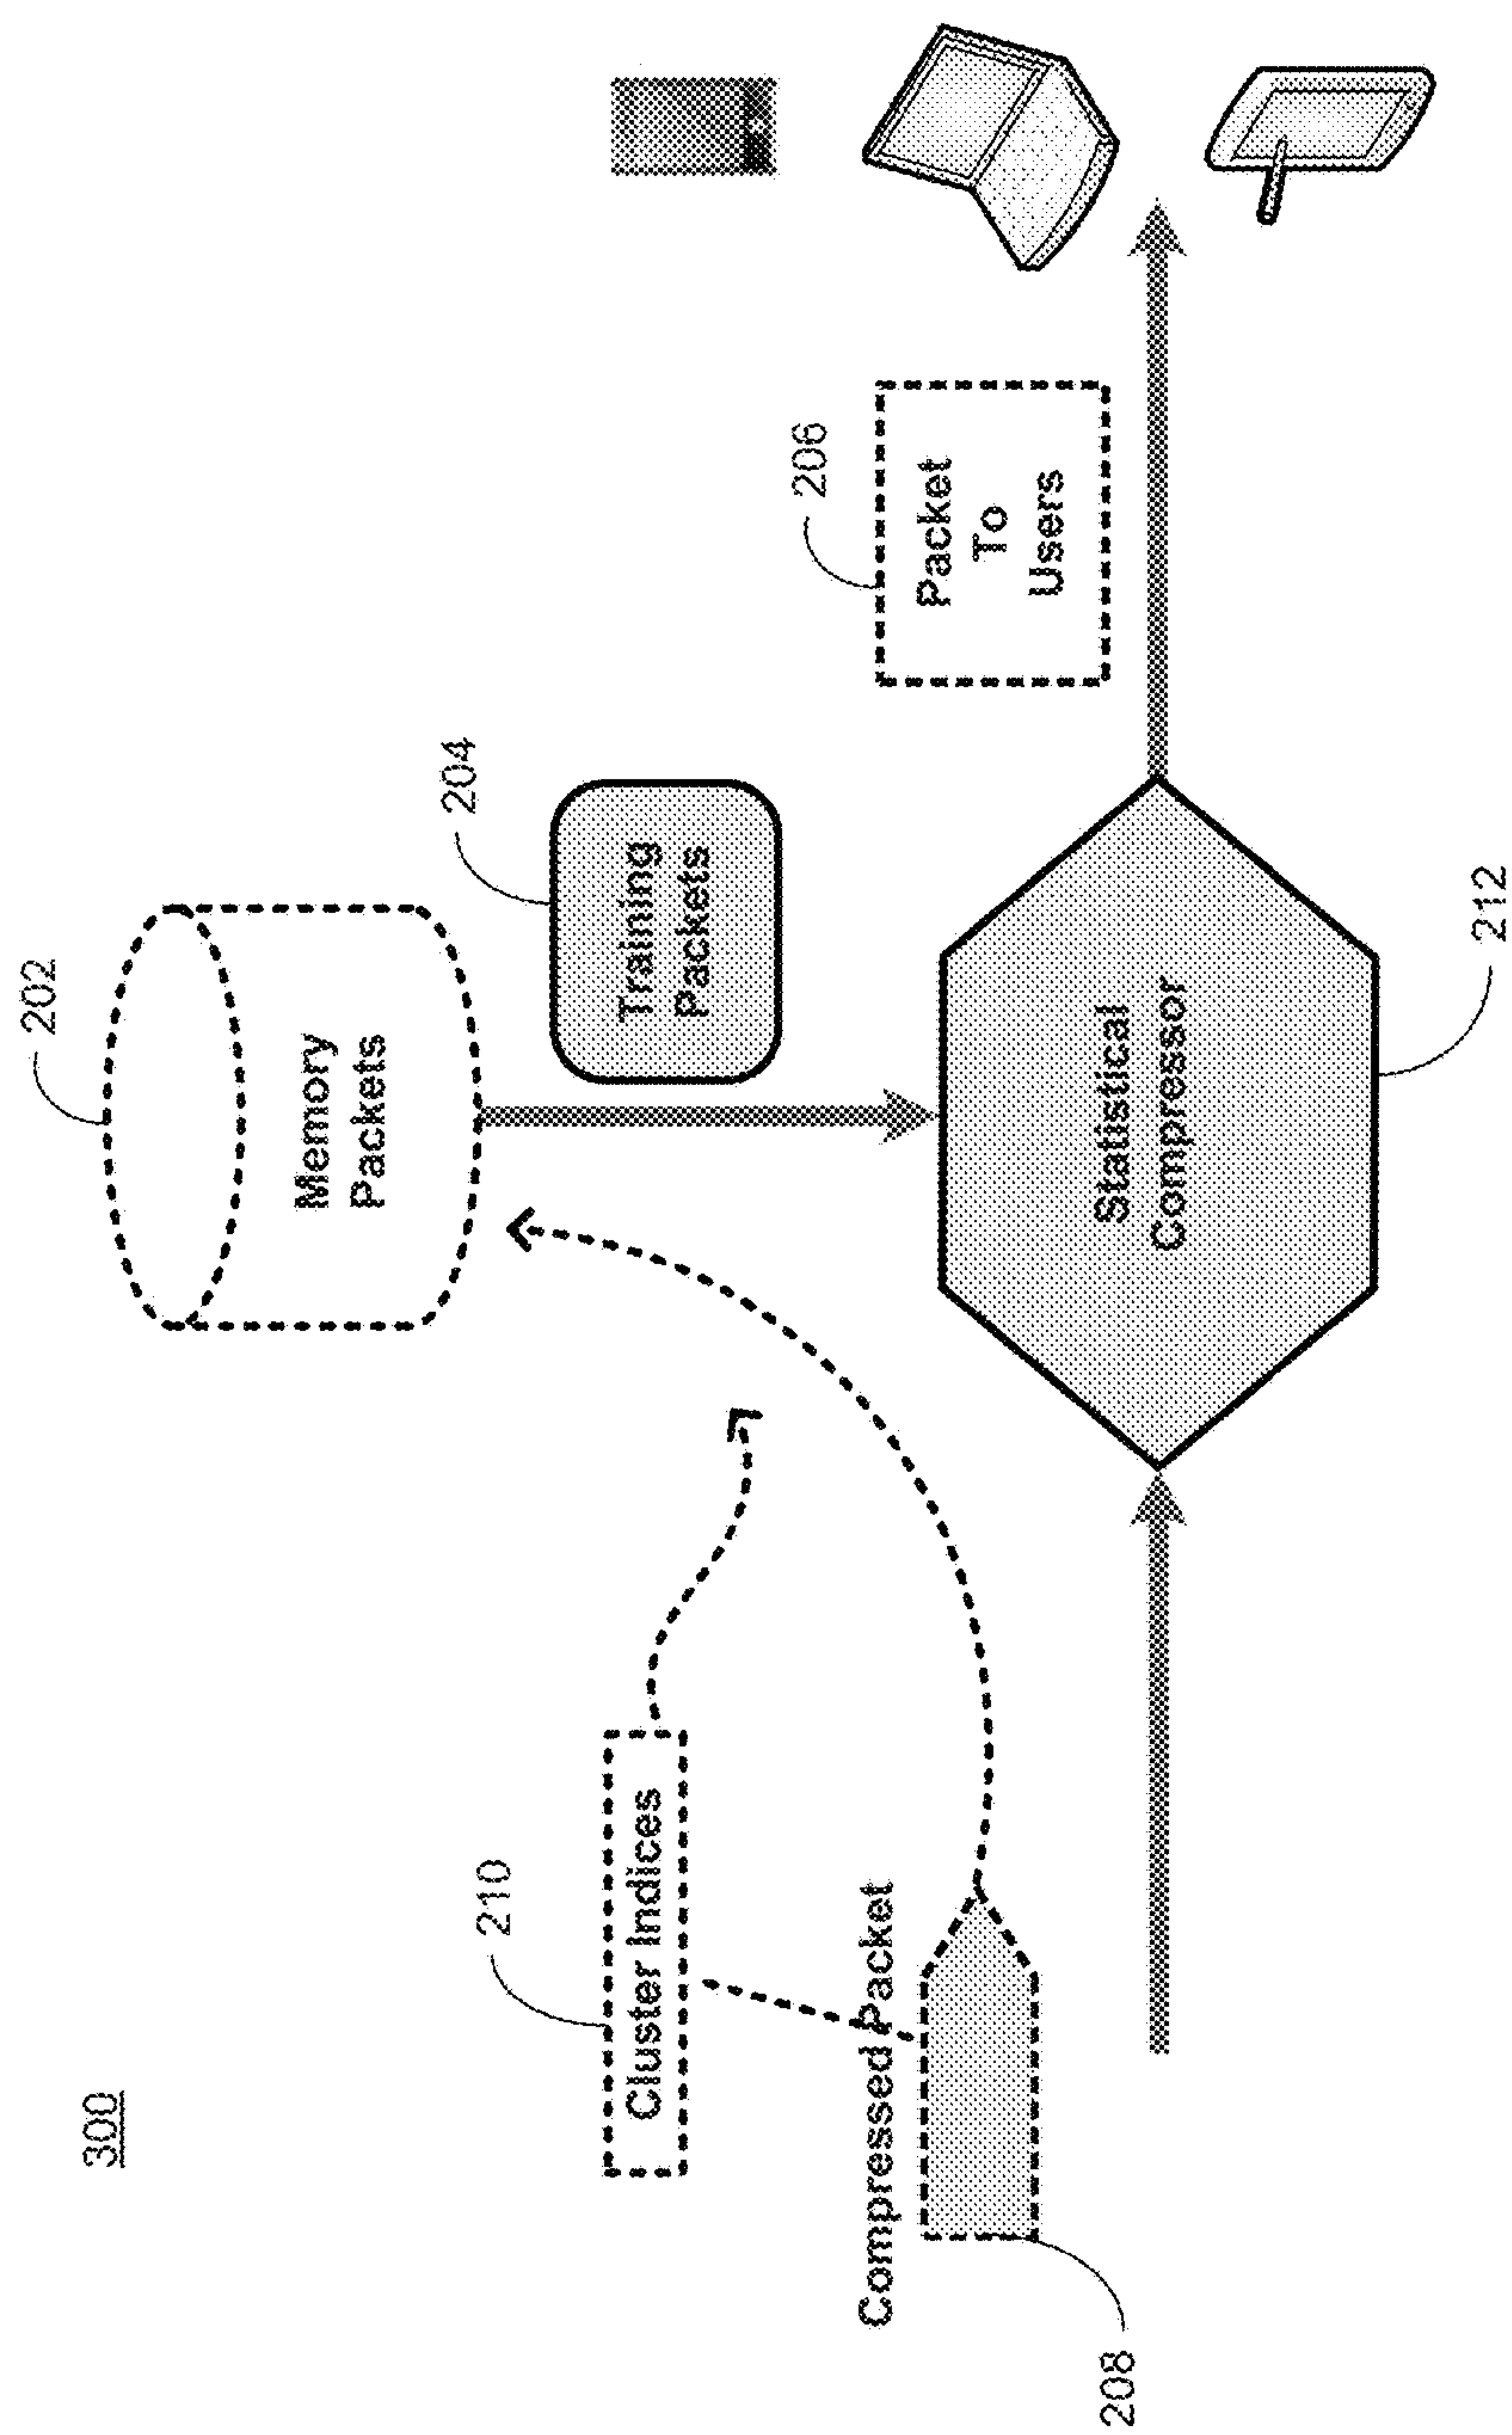 300
202
Memory
Packets
204
Training
Packets
210
Cluster Indices
206
Packet
To
Users
Compressed Packet
208
Statistical
Compressor
212